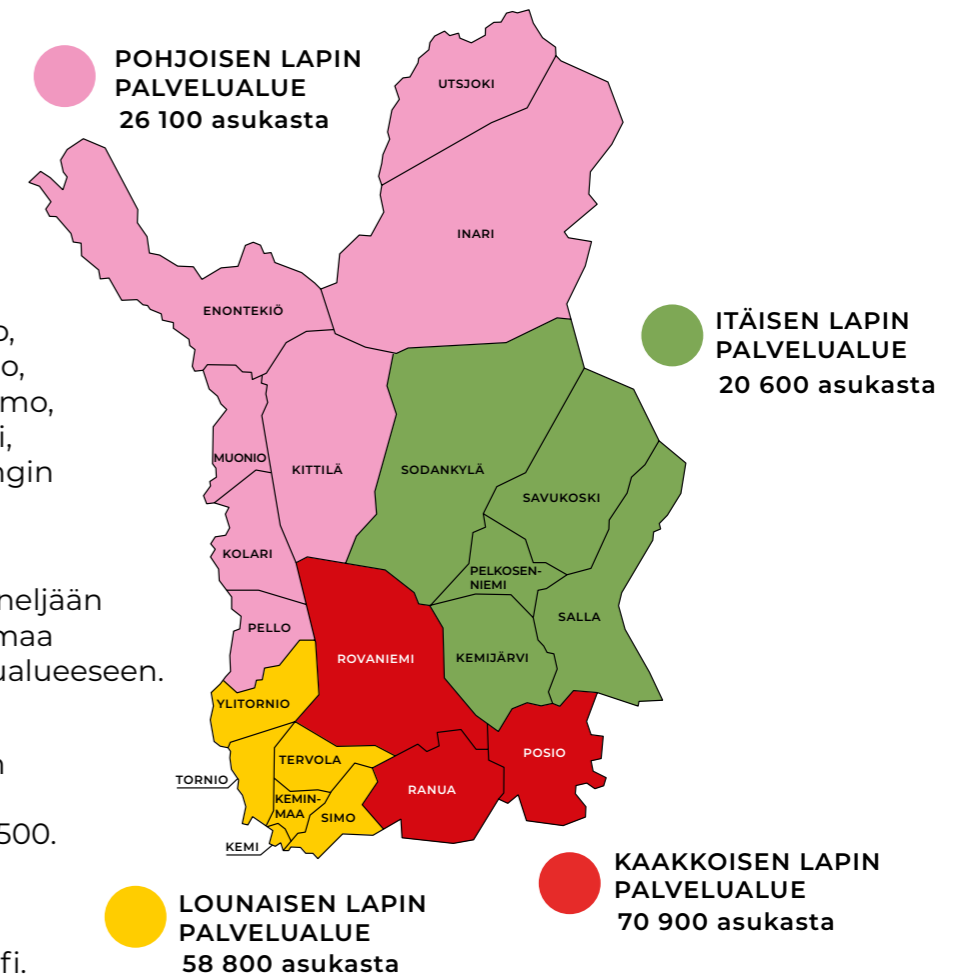 POHJOISEN LAPIN
PALVELUALUE
26 100 asukasta
UTSJOKI
INARI
ENONTEKIÖ
MUONIO
KITTILÄ
KOLARI
PELLO
ITÄISEN LAPIN
PALVELUALUE
20 600 asukasta
SODANKYLÄ
SAVUKOSKI
PELKOSEN-
NIEMI
SALLA
KEMIJÄRVI
ROVANIEMI
POSIO
RANUA
YLITORNIO
TERVOLA
TORNIO
KEMIN-
MAA
SIMO
KEMI
neljään
500.
LOUNAISEN LAPIN
PALVELUALUE
58 800 asukasta
KAAKKOISEN LAPIN
PALVELUALUE
70 900 asukasta